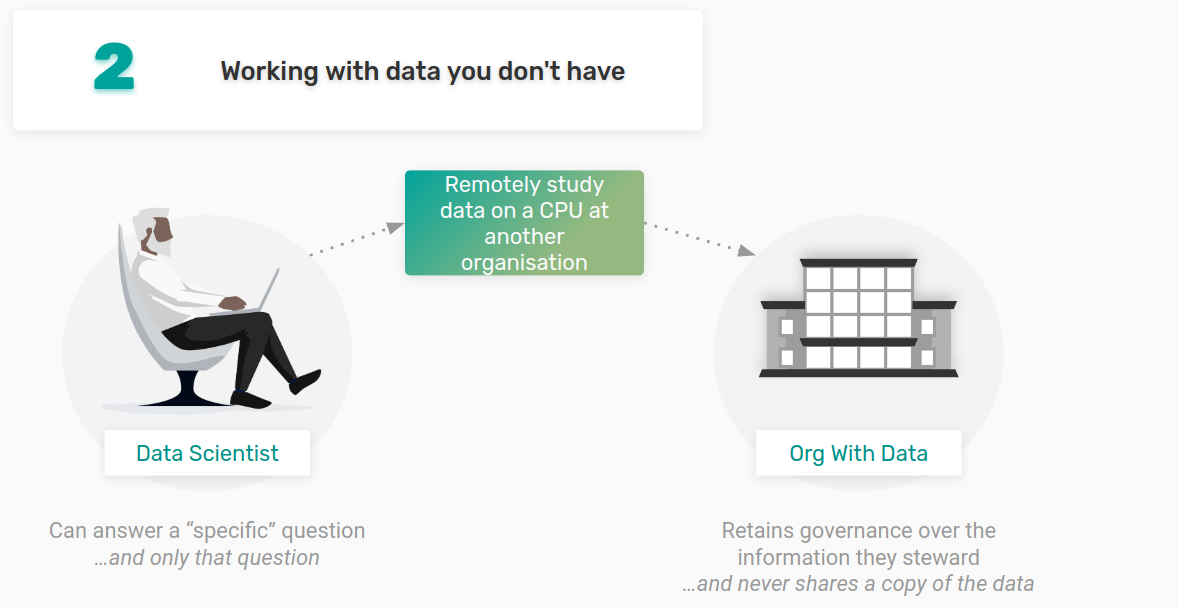 2
Working with data you don't have
Remotely study
data on a CPU at
another
organisation
Data Scientist
Org With Data
Can answer a “specific” question
...and only that question
Retains governance over the
information they steward
...and never shares a copy of the data